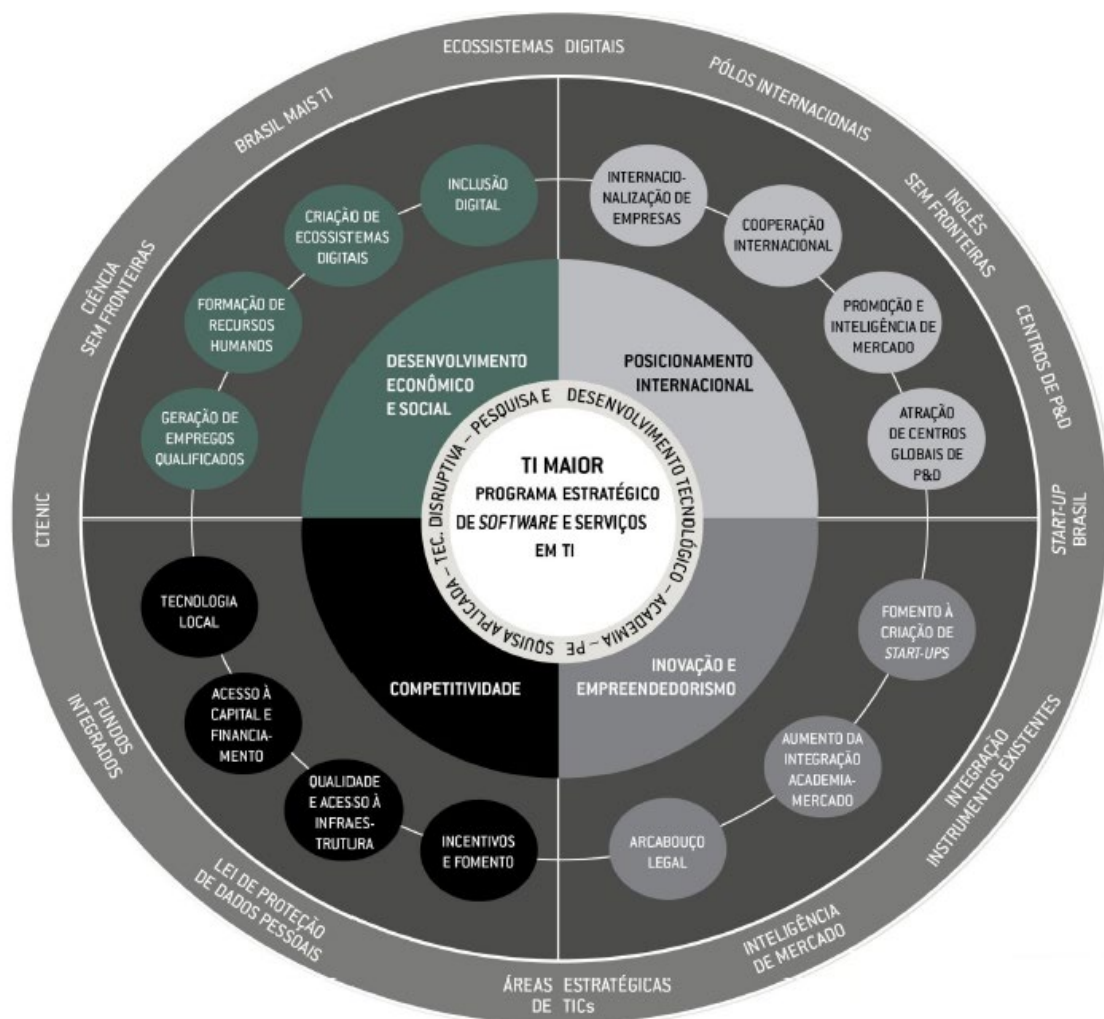 ECOSSISTEMAS DIGITAIS
PÓLOS INTERNACIONAIS
INGLÊS
SEM FRONTEIRAS
CENTROS DE P&D
START-UP
BRASIL
INTEGRAÇÃO
INSTRUMENTOS EXISTENTES
INTELIGÊNCIA
DE MERCADO
ÁREAS ESTRATÉGICAS
DE TICs
LEI DE PROTEÇÃO
DE DADOS PESSOAIS
FUNDOS
INTEGRADOS
CTENIC
CIÊNCIA
SEM FRONTEIRAS
BRASIL MAIS TI
INCLUSÃO
DIGITAL
CRIAÇÃO DE
ECOSSISTEMAS
DIGITAIS
FORMAÇÃO DE
RECURSOS
HUMANOS
GERAÇÃO DE
EMPREGOS
QUALIFICADOS
INTERNACIO-
NALIZAÇÃO DE
EMPRESAS
COOPERAÇÃO
INTERNACIONAL
PROMOÇÃO E
INTELIGÊNCIA DE
MERCADO
ATRAÇÃO
DE CENTROS
GLOBAIS DE
P&D
DESENVOLVIMENTO
ECONÔMICO
E SOCIAL
POSICIONAMENTO
INTERNACIONAL
PESQUISA E DESENVOLVIMENTO TECNOLÓGICO – ACADEMIA – PE SQUISA APLICADA – TEC. DISRUPTIVA –
TI MAIOR
PROGRAMA ESTRATÉGICO
DE SOFTWARE E SERVIÇOS
EM TI
COMPETITIVIDADE
INOVAÇÃO E
EMPREENDEDORISMO
TECNOLOGIA
LOCAL
ACESSO À
CAPITAL E
FINANCIA-
MENTO
QUALIDADE
E ACESSO À
INFRAES-
TRUTURA
INCENTIVOS
E FOMENTO
FOMENTO À
CRIAÇÃO DE
START-UPS
AUMENTO DA
INTEGRAÇÃO
ACADEMIA-
MERCADO
ARCABOUÇO
LEGAL